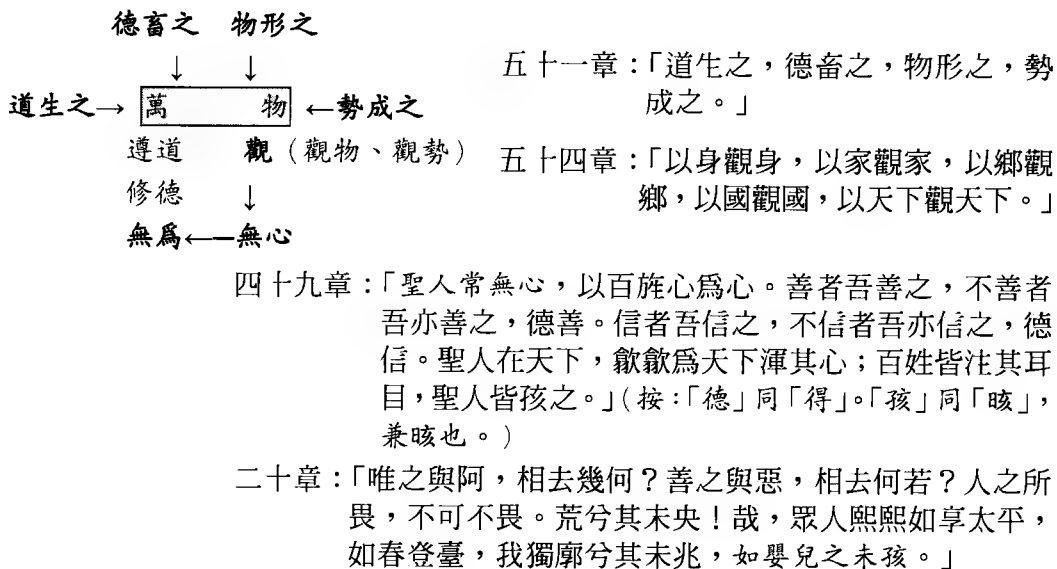 德畜之　物形之
↓　↓
道生之→ 萬　　物 ←勢成之
遵道　觀（觀物、觀勢）
修德　↓
無爲←—無心
五十一章：「道生之，德畜之，物形之，勢
成之。」
五十四章：「以身觀身，以家觀家，以鄉觀
鄉，以國觀國，以天下觀天下。」
四十九章：「聖人常無心，以百姓心爲心。善者吾善之，不善者
吾亦善之，德善。信者吾信之，不信者吾亦信之，德
信。聖人在天下，歙歙爲天下渾其心；百姓皆注其耳
目，聖人皆孩之。」（按：「德」同「得」。「孩」同「晐」，
兼晐也。）
二十章：「唯之與阿，相去幾何？善之與惡，相去何若？人之所
畏，不可不畏。荒兮其未央！哉，眾人熙熙如享太平，
如春登臺，我獨廓兮其未兆，如嬰兒之未孩。」